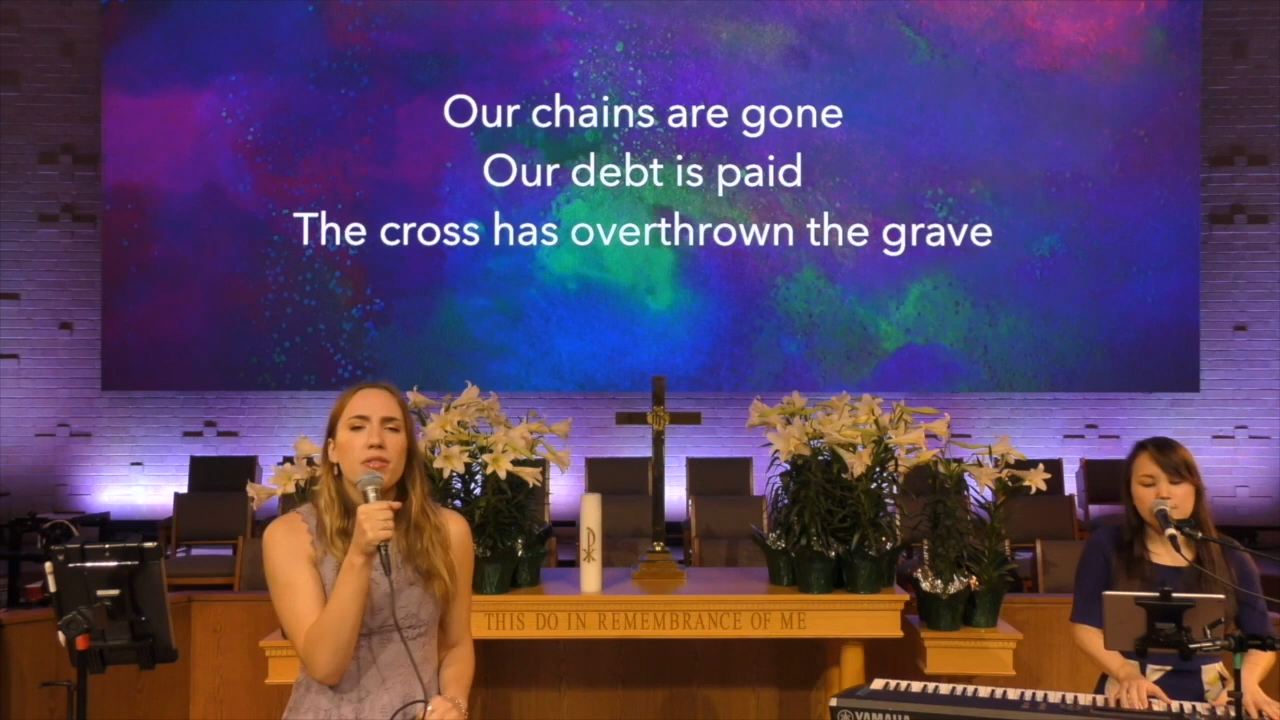 Our chains are gone
Our debt is paid
The cross has overthrown the grave
THIS DO IN REMEMBRANCE OF ME
YAMAHA